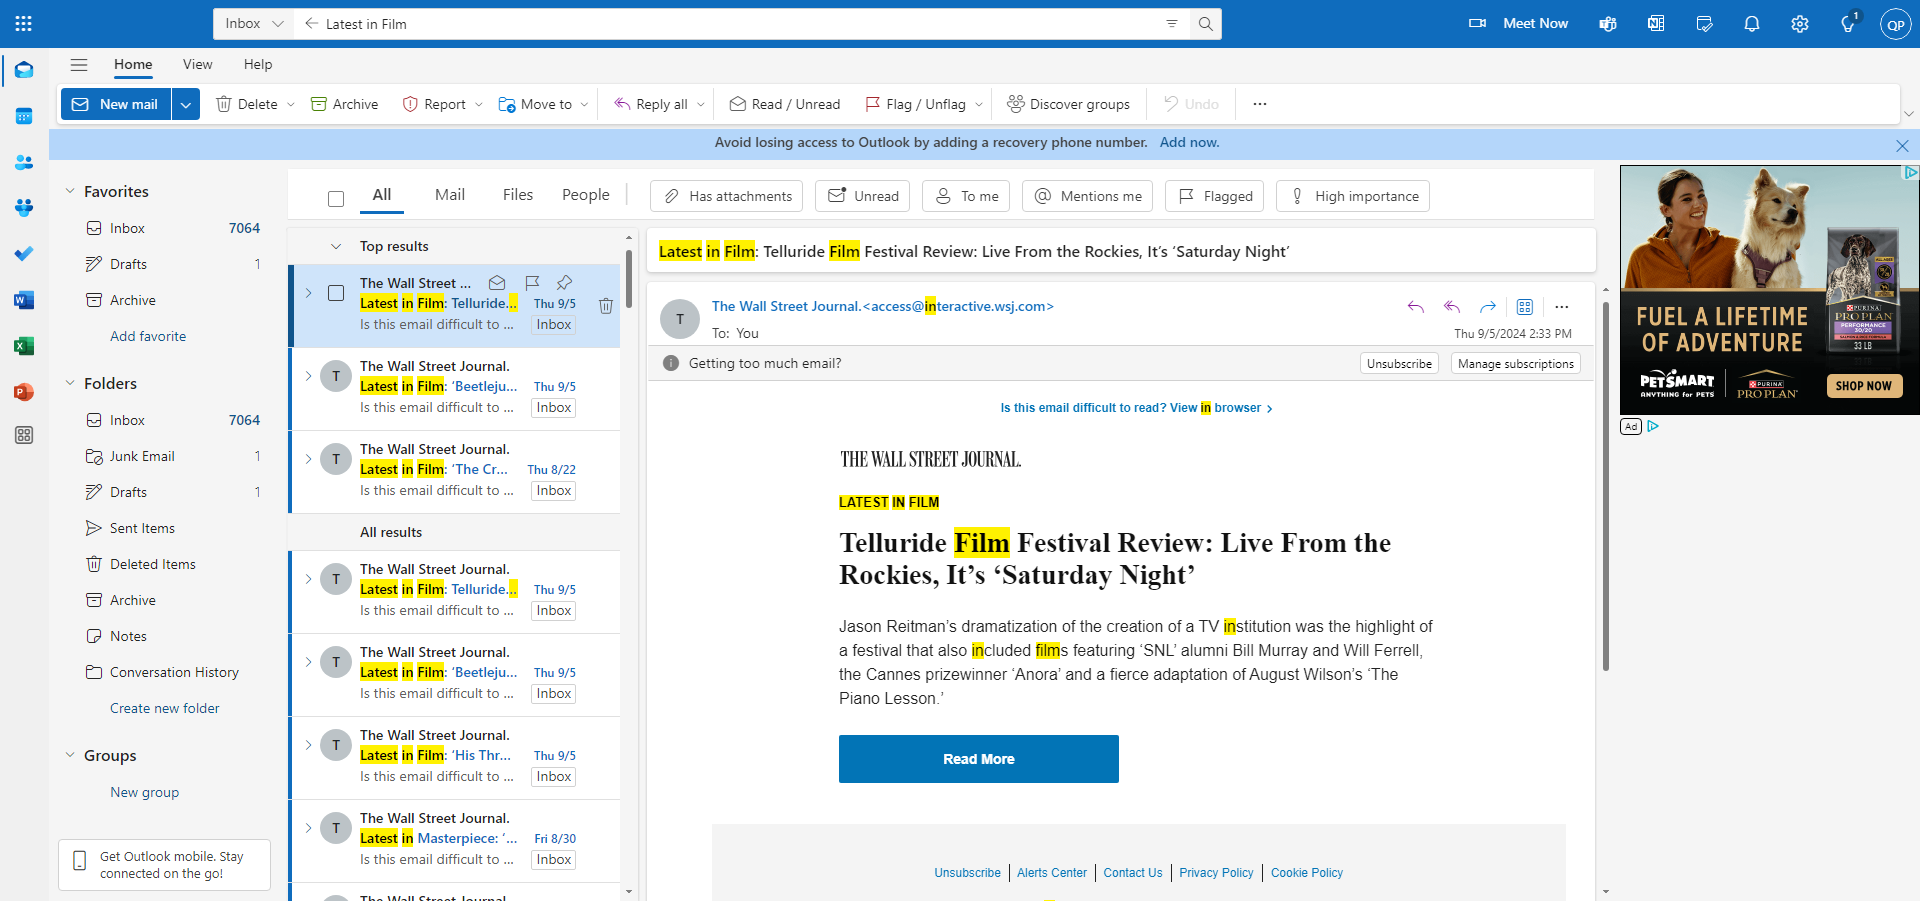 Inbox
Latest in Film
Meet Now
1
QP
Home
View
Help
New mail
Delete
Archive
Report
Move to
Reply all
Read / Unread
Flag / Unflag
Discover groups
Undo
Avoid losing access to Outlook by adding a recovery phone number. Add now.
Favorites
Inbox 7064
Drafts 1
Archive
Add favorite
Folders
Inbox 7064
Junk Email 1
Drafts 1
Sent Items
Deleted Items
Archive
Notes
Conversation History
Create new folder
Groups
New group
Get Outlook mobile. Stay
connected on the go!
All
Mail
Files
People
Has attachments
Unread
To me
Mentions me
Flagged
High importance
Top results
The Wall Street ...
Latest in Film: Telluride... Thu 9/5
Is this email difficult to ... Inbox
T
The Wall Street Journal.
Latest in Film: ‘Beetleju... Thu 9/5
Is this email difficult to ... Inbox
T
The Wall Street Journal.
Latest in Film: ‘The Cr... Thu 8/22
Is this email difficult to ... Inbox
All results
T
The Wall Street Journal.
Latest in Film: Telluride... Thu 9/5
Is this email difficult to ... Inbox
T
The Wall Street Journal.
Latest in Film: ‘Beetleju... Thu 9/5
Is this email difficult to ... Inbox
T
The Wall Street Journal.
Latest in Film: ‘His Thr... Thu 9/5
Is this email difficult to ... Inbox
T
The Wall Street Journal.
Latest in Masterpiece: ‘... Fri 8/30
Is this email difficult to ... Inbox
The Wall Street Journal.
Latest in Film: Telluride Film Festival Review: Live From the Rockies, It’s ‘Saturday Night’
T
The Wall Street Journal.<access@interactive.wsj.com>
To: You
Thu 9/5/2024 2:33 PM
Getting too much email?
Unsubscribe
Manage subscriptions
Is this email difficult to read? View in browser
THE WALL STREET JOURNAL.
LATEST IN FILM
Telluride Film Festival Review: Live From the
Rockies, It’s ‘Saturday Night’
Jason Reitman’s dramatization of the creation of a TV institution was the highlight of
a festival that also included films featuring ‘SNL’ alumni Bill Murray and Will Ferrell,
the Cannes prizewinner ‘Anora’ and a fierce adaptation of August Wilson’s ‘The
Piano Lesson.’
Read More
Unsubscribe
Alerts Center
Contact Us
Privacy Policy
Cookie Policy
FUEL A LIFETIME
OF ADVENTURE
PURINA
PRO PLAN
PERFORMANCE
30/20
33 LB
PETSMART
ANYTHING for PETS
PURINA
PRO PLAN
SHOP NOW
Ad